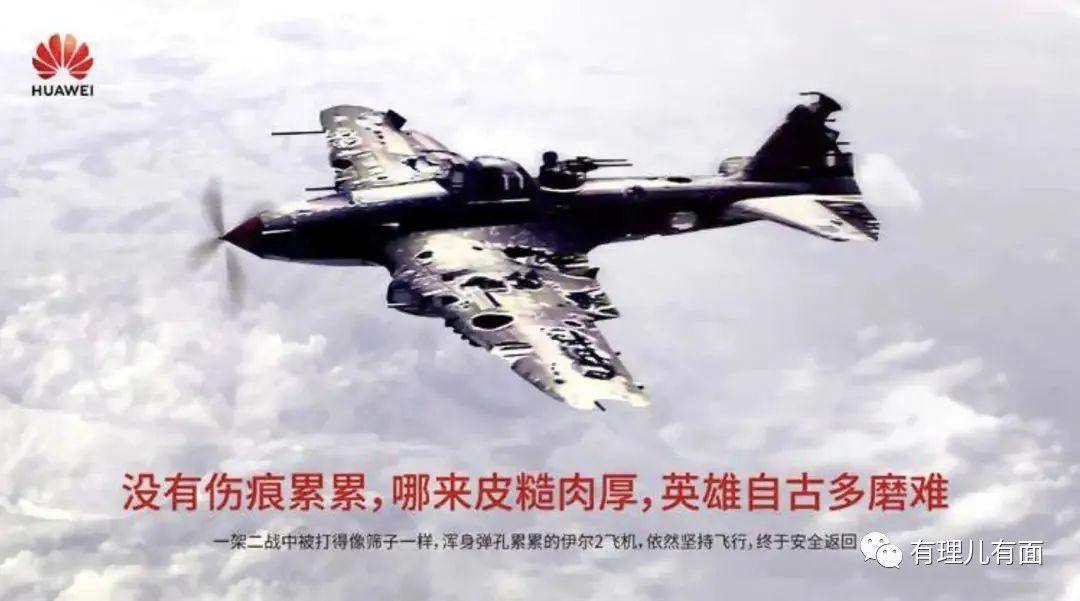 HUAWEI
没有伤痕累累,哪来皮糙肉厚,英雄自古多磨难
一架二战中被打得像筛子一样,浑身弹孔累累的伊尔2飞机,依然坚持飞行,终于安全返回
有理儿有面